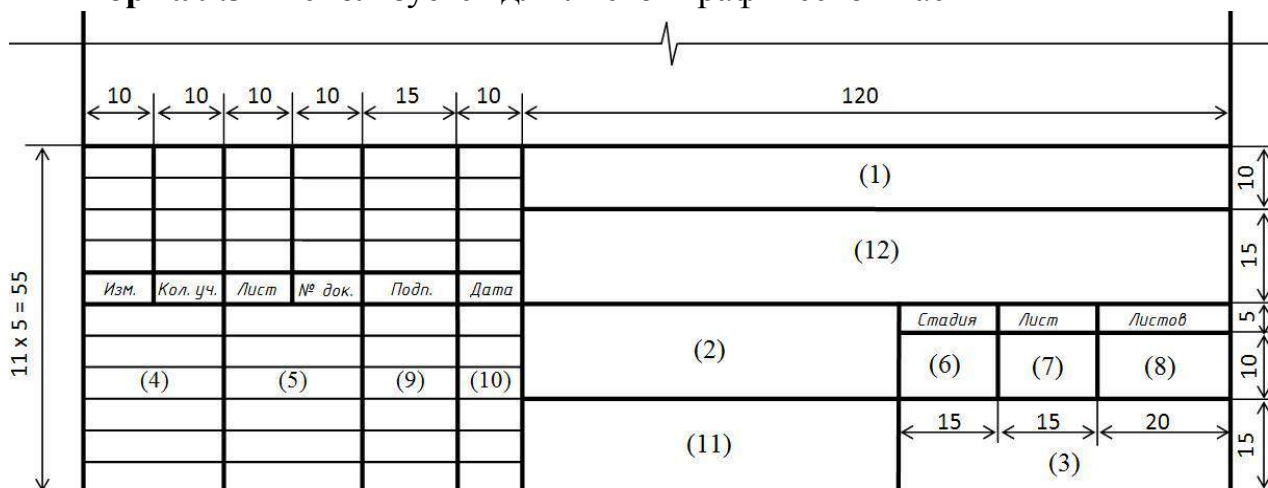 10 10 10 10 15 10 120
(1)
10
(12)
15
11 x 5 = 55
Изм. Кол. уч. Лист № док. Подп. Дата
Стадия Лист Листов
5
(2)
(6) (7) (8)
10
(4) (5) (9) (10)
15 15 20
(11)
(3)
15